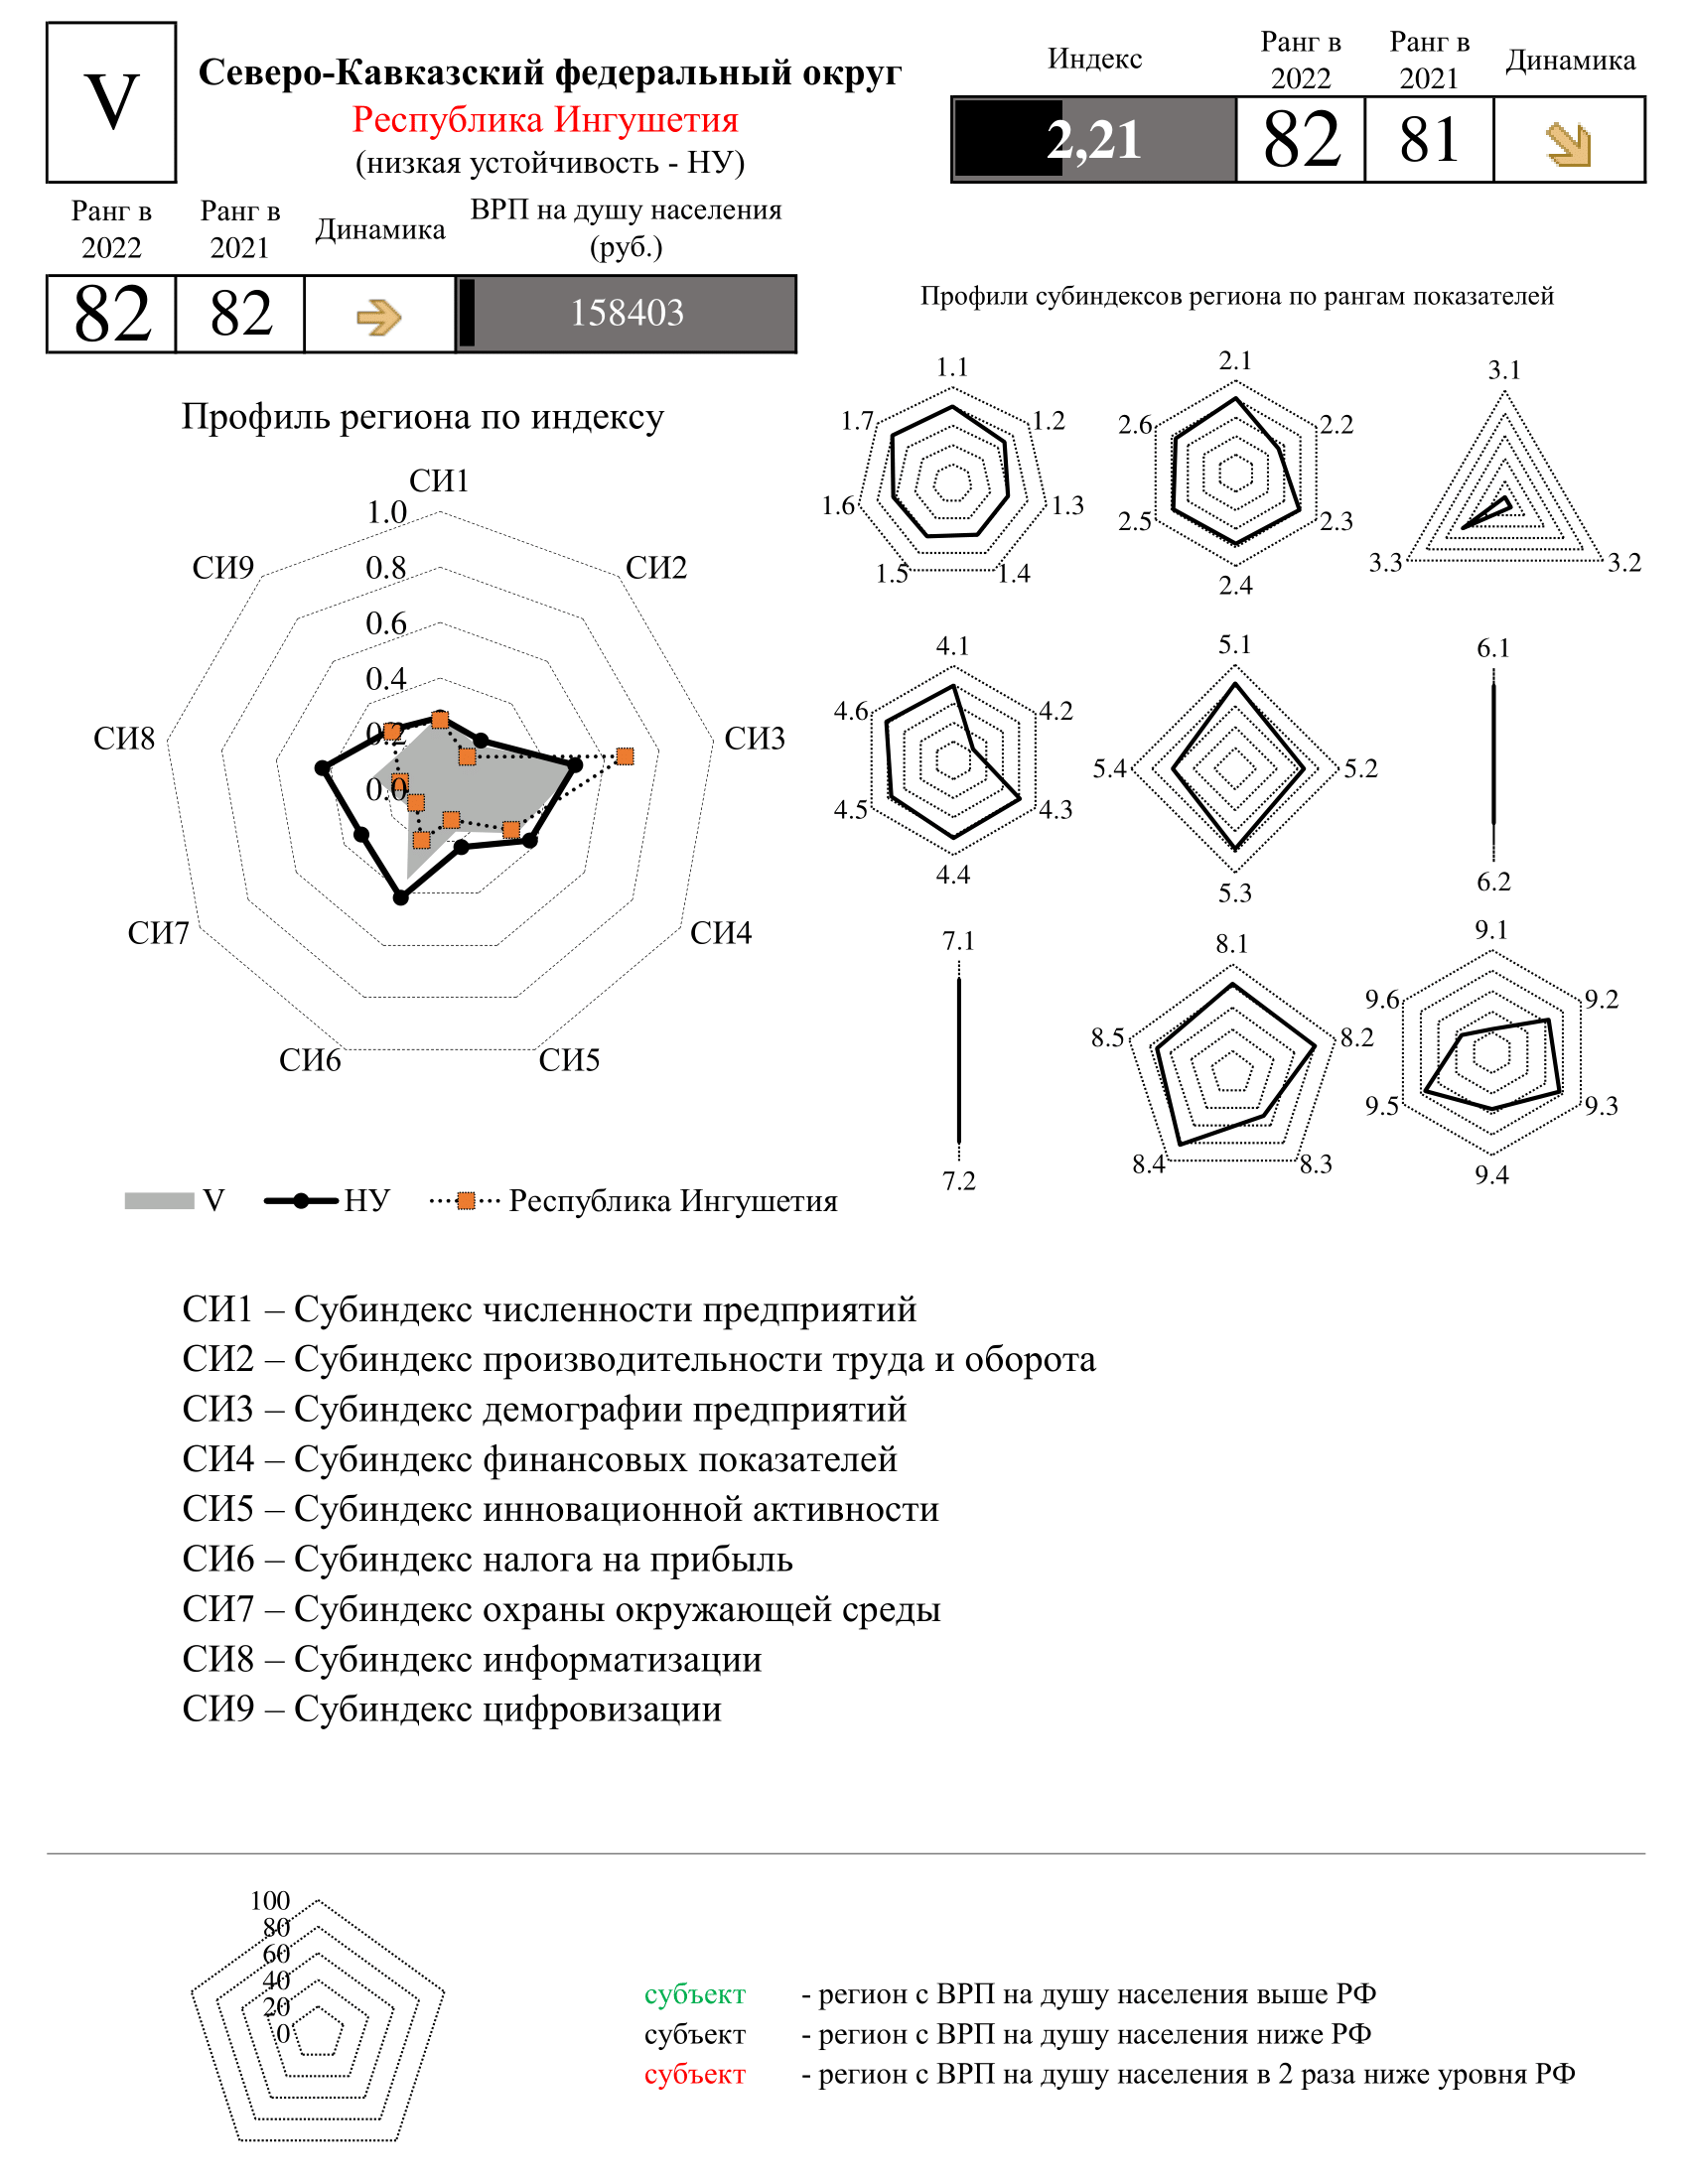 V
Северо-Кавказский федеральный округ
Республика Ингушетия
(низкая устойчивость - НУ)
Индекс
Ранг в 2022
Ранг в 2021
Динамика
2,21
82
81
Ранг в 2022
Ранг в 2021
Динамика
ВРП на душу населения (руб.)
82
82
158403
Профиль региона по индексу
СИ1
СИ2
СИ3
СИ4
СИ5
СИ6
СИ7
СИ8
СИ9
1.0
0.8
0.6
0.4
0.2
0.0
V
НУ
Республика Ингушетия
Профили субиндексов региона по рангам показателей
1.1
1.2
1.3
1.4
1.5
1.6
1.7
2.1
2.2
2.3
2.4
2.5
2.6
3.1
3.2
3.3
4.1
4.2
4.3
4.4
4.5
4.6
5.1
5.2
5.3
5.4
6.1
6.2
7.1
7.2
8.1
8.2
8.3
8.4
8.5
9.1
9.2
9.3
9.4
9.5
9.6
СИ1 – Субиндекс численности предприятий
СИ2 – Субиндекс производительности труда и оборота
СИ3 – Субиндекс демографии предприятий
СИ4 – Субиндекс финансовых показателей
СИ5 – Субиндекс инновационной активности
СИ6 – Субиндекс налога на прибыль
СИ7 – Субиндекс охраны окружающей среды
СИ8 – Субиндекс информатизации
СИ9 – Субиндекс цифровизации
100
80
60
40
20
0
субъект - регион с ВРП на душу населения выше РФ
субъект - регион с ВРП на душу населения ниже РФ
субъект - регион с ВРП на душу населения в 2 раза ниже уровня РФ